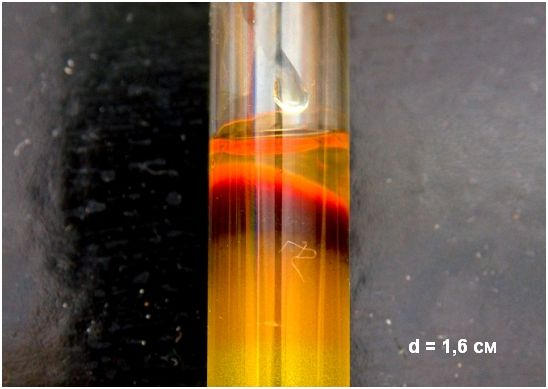 d = 1,6 см